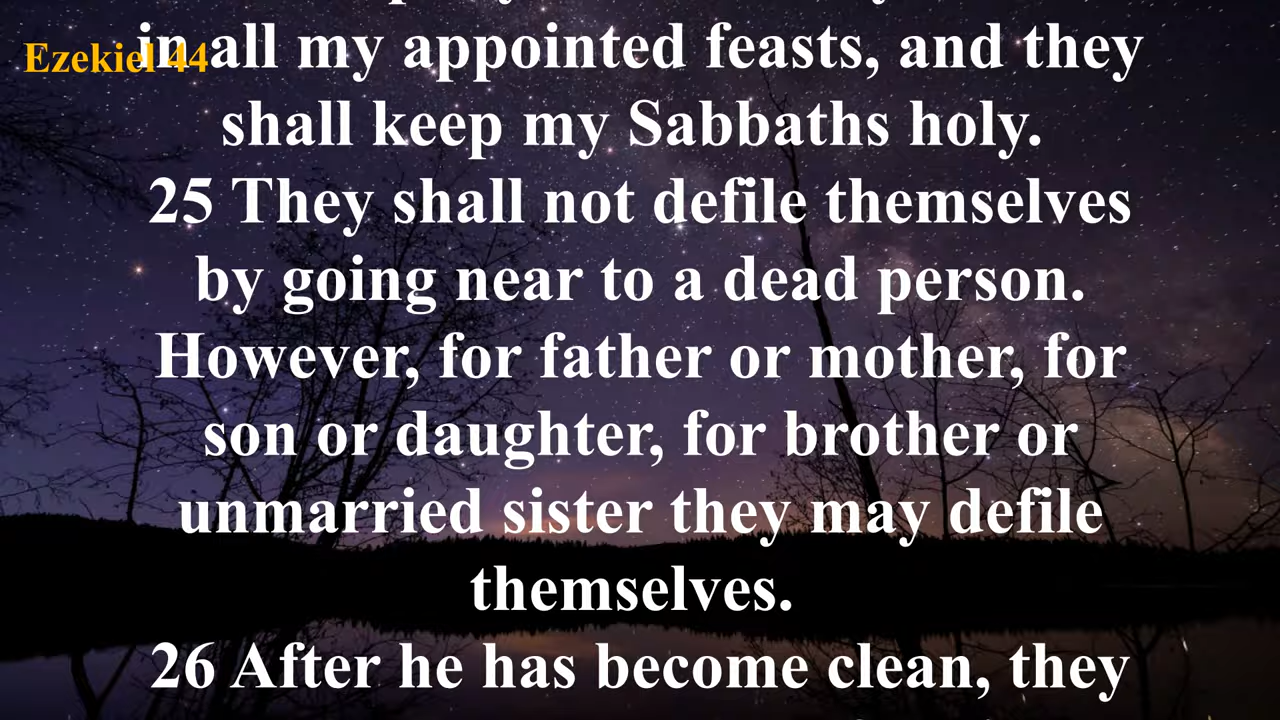 Ezekiel 44
in all my appointed feasts, and they
shall keep my Sabbaths holy.
25 They shall not defile themselves
by going near to a dead person.
However, for father or mother, for
son or daughter, for brother or
unmarried sister they may defile
themselves.
26 After he has become clean, they